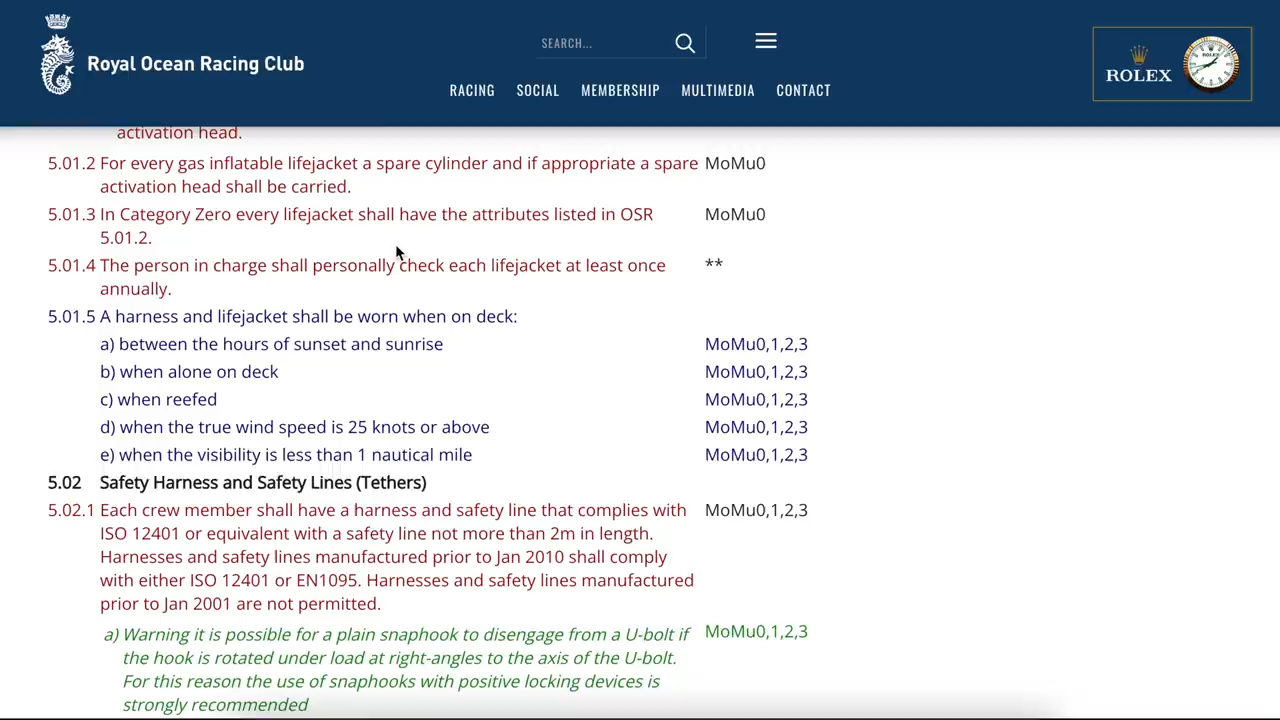 SEARCH...
Royal Ocean Racing Club
ROLEX
ROLEX
RACING SOCIAL MEMBERSHIP MULTIMEDIA CONTACT
activation head.
5.01.2 For every gas inflatable lifejacket a spare cylinder and if appropriate a spare MoMu0
activation head shall be carried.
5.01.3 In Category Zero every lifejacket shall have the attributes listed in OSR MoMu0
5.01.2.
5.01.4 The person in charge shall personally check each lifejacket at least once **
annually.
5.01.5 A harness and lifejacket shall be worn when on deck:
a) between the hours of sunset and sunrise MoMu0,1,2,3
b) when alone on deck MoMu0,1,2,3
c) when reefed MoMu0,1,2,3
d) when the true wind speed is 25 knots or above MoMu0,1,2,3
e) when the visibility is less than 1 nautical mile MoMu0,1,2,3
5.02 Safety Harness and Safety Lines (Tethers)
5.02.1 Each crew member shall have a harness and safety line that complies with MoMu0,1,2,3
ISO 12401 or equivalent with a safety line not more than 2m in length.
Harnesses and safety lines manufactured prior to Jan 2010 shall comply
with either ISO 12401 or EN1095. Harnesses and safety lines manufactured
prior to Jan 2001 are not permitted.
a) Warning it is possible for a plain snaphook to disengage from a U-bolt if MoMu0,1,2,3
the hook is rotated under load at right-angles to the axis of the U-bolt.
For this reason the use of snaphooks with positive locking devices is
strongly recommended